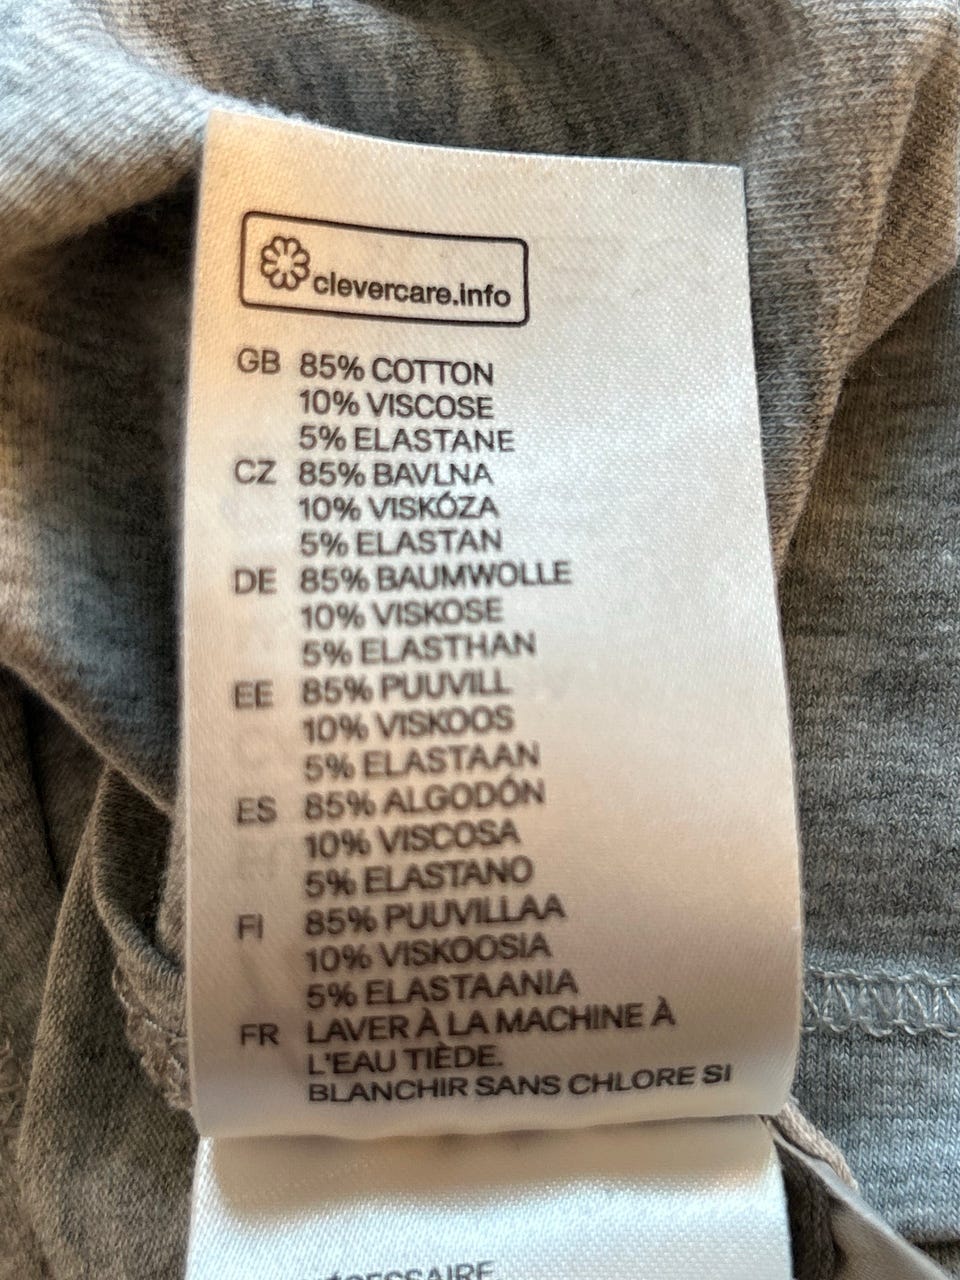 clevercare.info
GB 85% COTTON
10% VISCOSE
5% ELASTANE
CZ 85% BAVLNA
10% VISKÓZA
5% ELASTAN
DE 85% BAUMWOLLE
10% VISKOSE
5% ELASTHAN
EE 85% PUUVILL
10% VISKOOS
5% ELASTAAN
ES 85% ALGODÓN
10% VISCOSA
5% ELASTANO
FI 85% PUUVILLAA
10% VISKOOSIA
5% ELASTAANIA
FR LAVER À LA MACHINE À
L'EAU TIÈDE.
BLANCHIR SANS CHLORE SI